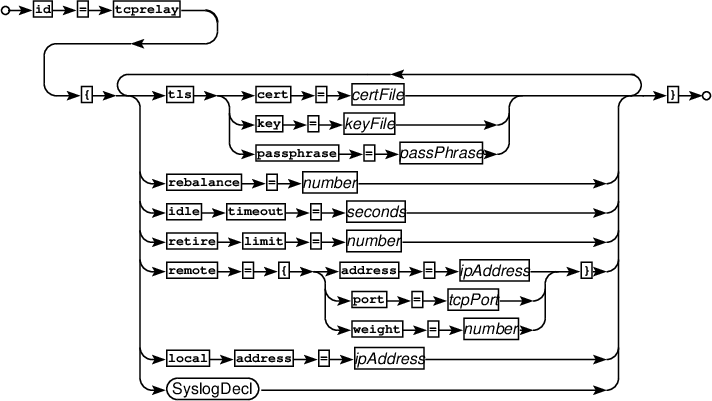 id = tcprelay
{ tls cert = certFile }
key = keyFile
passphrase = passPhrase
rebalance = number
idle timeout = seconds
retire limit = number
remote = { address = ipAddress }
port = tcpPort
weight = number
local address = ipAddress
SyslogDecl